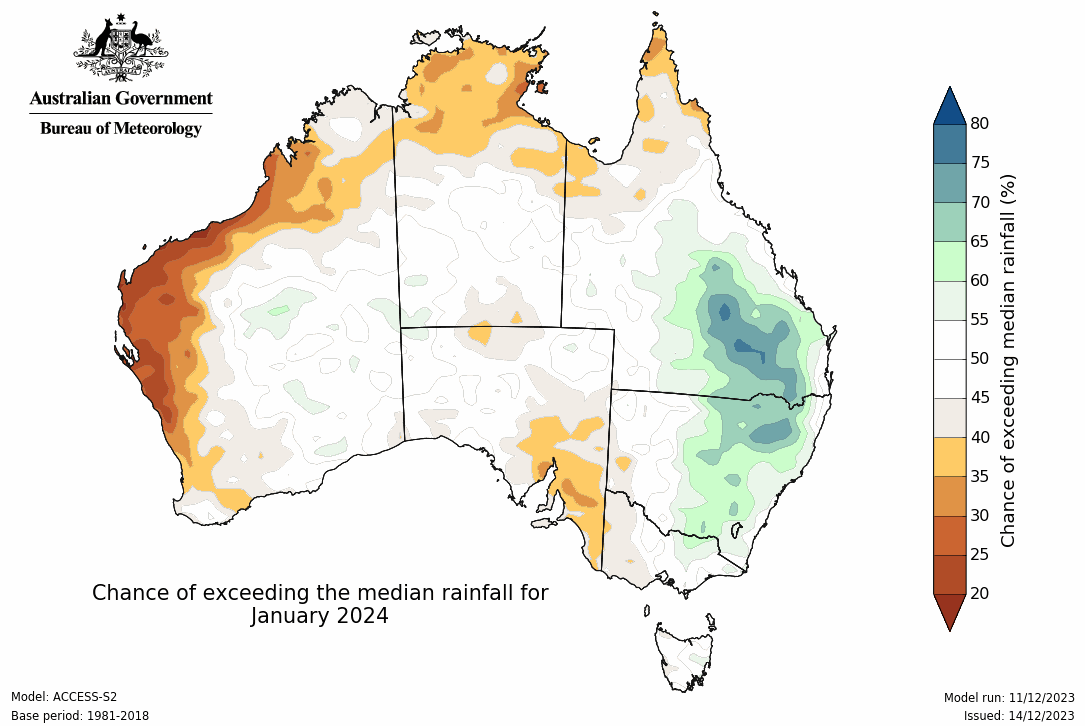 Australian Government
Bureau of Meteorology
80
75
70
65
60
55
50
45
40
35
30
25
20
Chance of exceeding median rainfall (%)
Chance of exceeding the median rainfall for
January 2024
Model: ACCESS-S2
Base period: 1981-2018
Model run: 11/12/2023
Issued: 14/12/2023